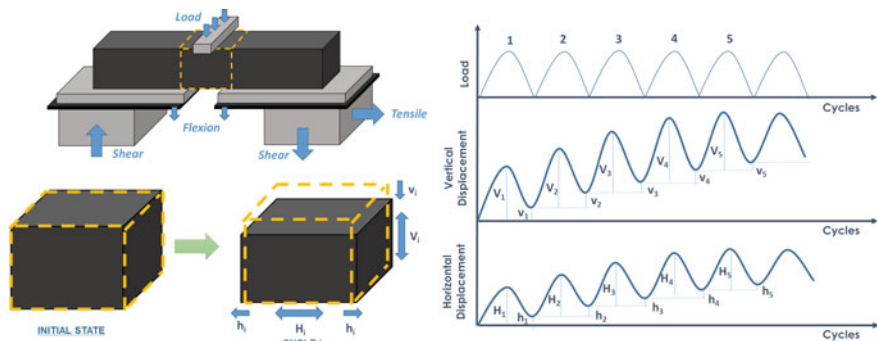 Load
Shear
Flexion
Shear
Tensile
INITIAL STATE
vi
Vi
hi
Hi
hi
Load
1
2
3
4
5
Cycles
Vertical
Displacement
V1
v1
V2
v2
V3
v3
V4
v4
V5
v5
Cycles
Horizontal
Displacement
H1
h1
H2
h2
H3
h3
H4
h4
H5
h5
Cycles